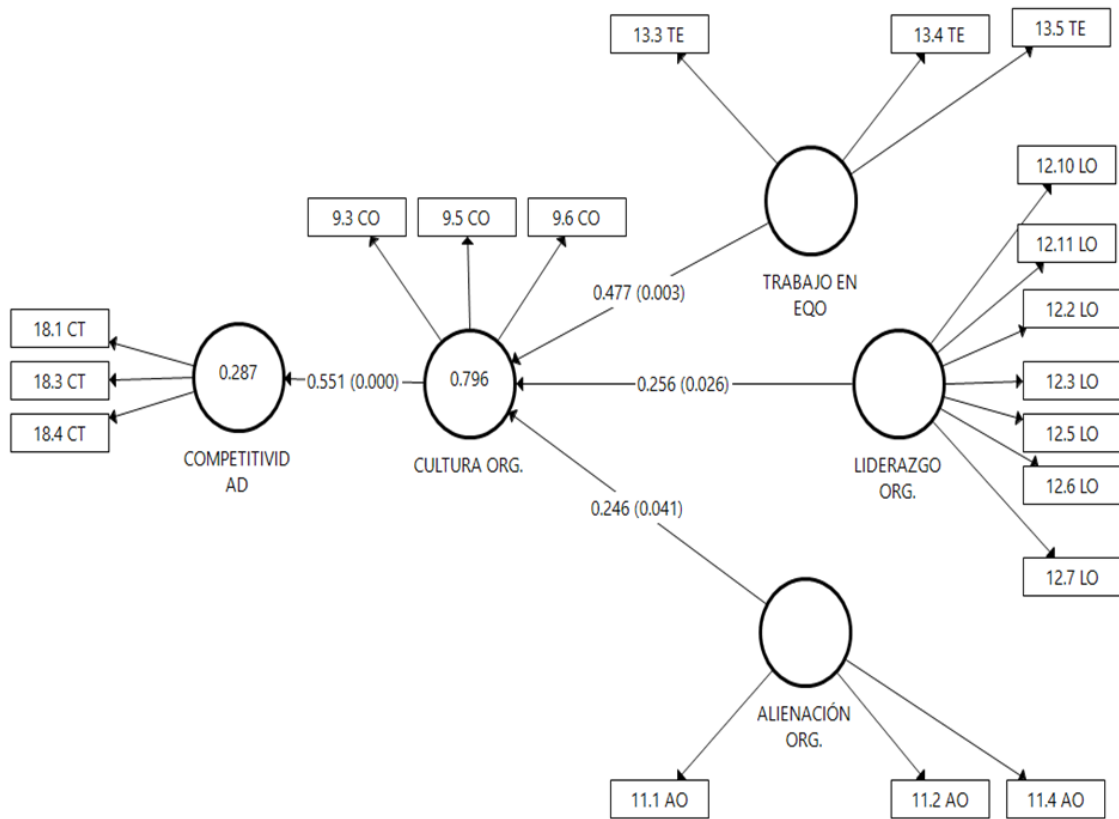 13.3 TE
13.4 TE
13.5 TE
12.10 LO
9.3 CO
9.5 CO
9.6 CO
12.11 LO
TRABAJO EN
EQO
0.477 (0.003)
12.2 LO
18.1 CT
18.3 CT
18.4 CT
0.287
0.551 (0.000)
0.796
0.256 (0.026)
12.3 LO
12.5 LO
COMPETITIVID
AD
CULTURA ORG.
LIDERAZGO
ORG.
12.6 LO
0.246 (0.041)
12.7 LO
ALIENACIÓN
ORG.
11.1 AO
11.2 AO
11.4 AO